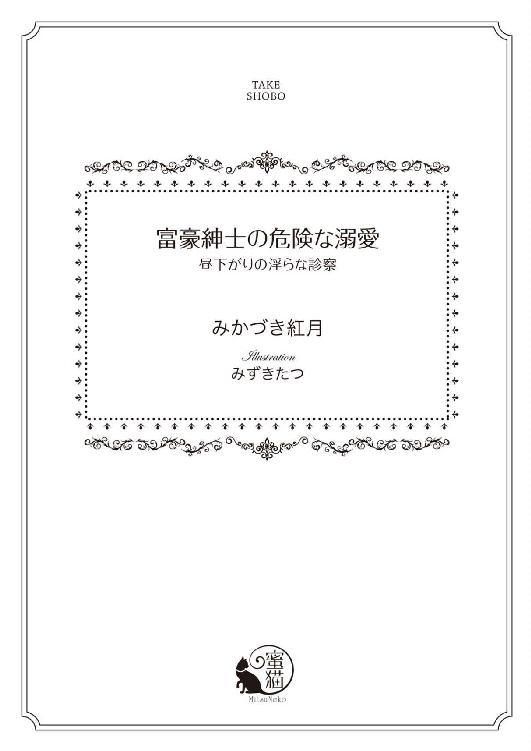 TAKE
SHOBO
富豪紳士の危険な溺愛
昼下がりの淫らな診察
みかづき紅月
Illustration
みずきたつ
蜜猫
MitsuNeko